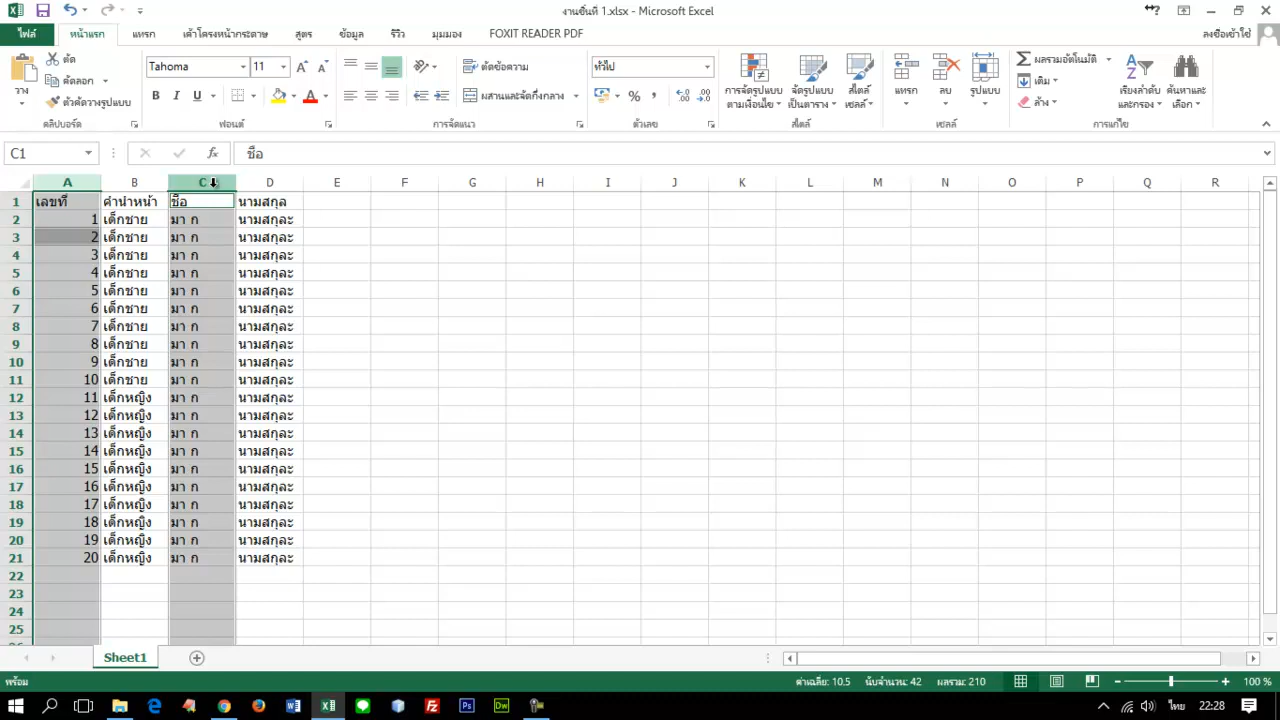 งานชิ้นที่ 1.xlsx - Microsoft Excel
ไฟล์ หน้าแรก แทรก เค้าโครงหน้ากระดาษ สูตร ข้อมูล รีวิว มุมมอง FOXIT READER PDF ลงชื่อเข้าใช้
วาง ตัด คัดลอก ตัวคัดวางรูปแบบ คลิปบอร์ด
Tahoma 11 B I U ฟอนต์
ตัดข้อความ ผสานและจัดกึ่งกลาง การจัดแนว
ทั่วไป % , ตัวเลข
การจัดรูปแบบตามเงื่อนไข จัดรูปแบบเป็นตาราง สไตล์เซลล์ สไตล์
แทรก ลบ รูปแบบ เซลล์
ผลรวมอัตโนมัติ เติม ล้าง เรียงลำดับและกรอง ค้นหาและเลือก การแก้ไข
C1 fx ชื่อ
A B C D E F G H I J K L M N O P Q R
1 เลขที่ คำนำหน้า ชื่อ นามสกุล
2 1 เด็กชาย มา ก นามสกุละ
3 2 เด็กชาย มา ก นามสกุละ
4 3 เด็กชาย มา ก นามสกุละ
5 4 เด็กชาย มา ก นามสกุละ
6 5 เด็กชาย มา ก นามสกุละ
7 6 เด็กชาย มา ก นามสกุละ
8 7 เด็กชาย มา ก นามสกุละ
9 8 เด็กชาย มา ก นามสกุละ
10 9 เด็กชาย มา ก นามสกุละ
11 10 เด็กชาย มา ก นามสกุละ
12 11 เด็กหญิง มา ก นามสกุละ
13 12 เด็กหญิง มา ก นามสกุละ
14 13 เด็กหญิง มา ก นามสกุละ
15 14 เด็กหญิง มา ก นามสกุละ
16 15 เด็กหญิง มา ก นามสกุละ
17 16 เด็กหญิง มา ก นามสกุละ
18 17 เด็กหญิง มา ก นามสกุละ
19 18 เด็กหญิง มา ก นามสกุละ
20 19 เด็กหญิง มา ก นามสกุละ
21 20 เด็กหญิง มา ก นามสกุละ
22
23
24
25
Sheet1
พร้อม ค่าเฉลี่ย: 10.5 นับจำนวน: 42 ผลรวม: 210 100 %
ไทย 22:28